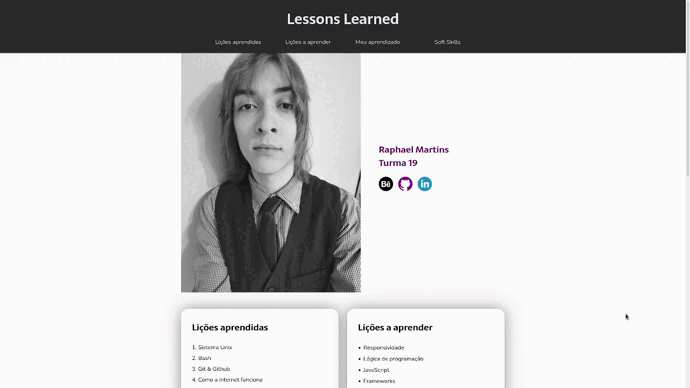 Lessons Learned
Lições aprendidas Lições a aprender Meu aprendizado Soft Skills
Raphael Martins
Turma 19
Bē in
Lições aprendidas
1. Sistema Unix
2. Bash
3. Git & Github
4. Como a internet funciona
Lições a aprender
• Responsividade
• Lógica de programação
• JavaScript
• Frameworks